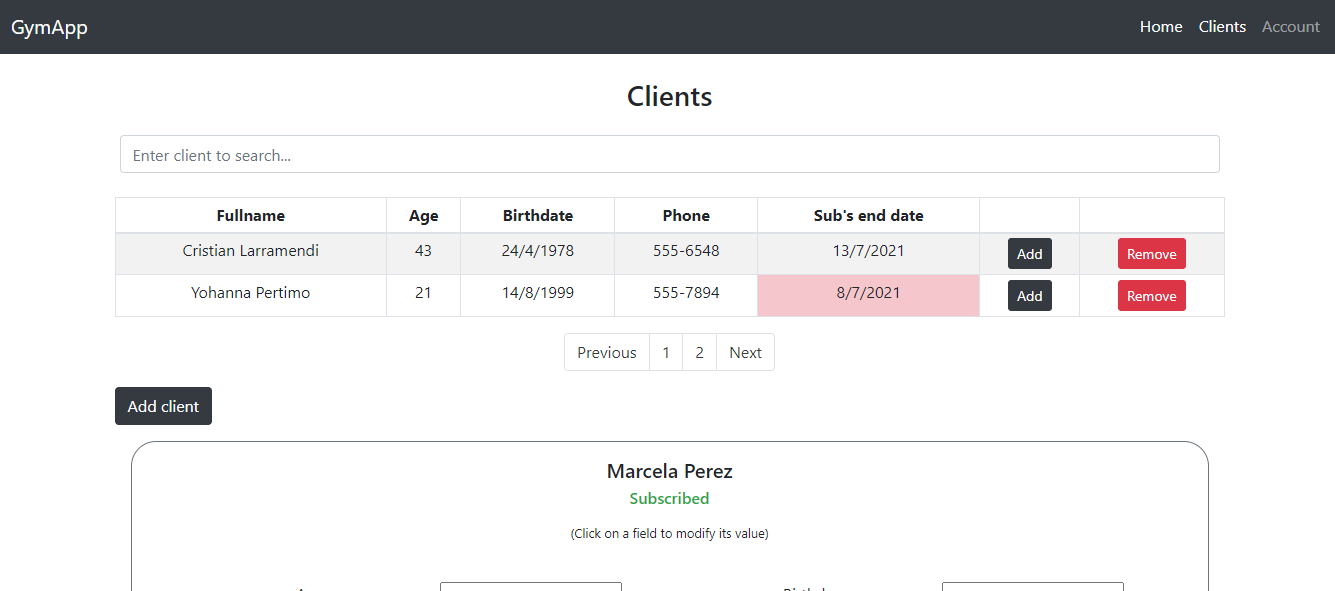 GymApp Home Clients Account
Clients
Enter client to search...
Fullname Age Birthdate Phone Sub's end date
Cristian Larramendi 43 24/4/1978 555-6548 13/7/2021 Add Remove
Yohanna Pertimo 21 14/8/1999 555-7894 8/7/2021 Add Remove
Previous 1 2 Next
Add client
Marcela Perez
Subscribed
(Click on a field to modify its value)